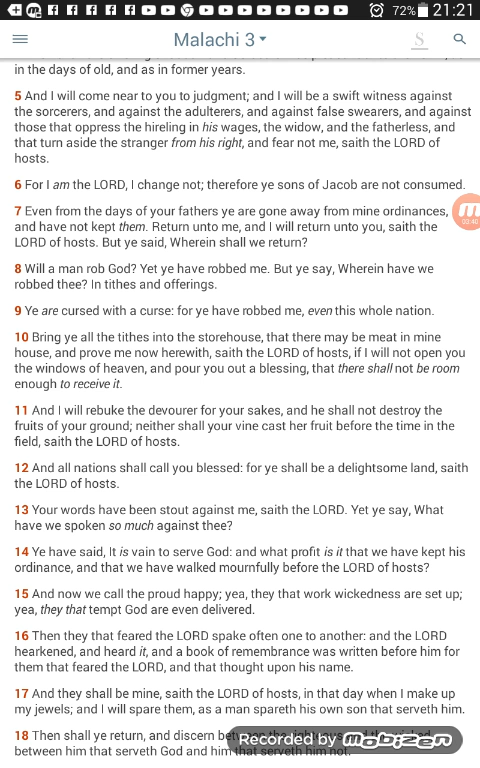 72% 21:21
Malachi 3
S
in the days of old, and as in former years.
5 And I will come near to you to judgment; and I will be a swift witness against
the sorcerers, and against the adulterers, and against false swearers, and against
those that oppress the hireling in his wages, the widow, and the fatherless, and
that turn aside the stranger from his right, and fear not me, saith the LORD of
hosts.
6 For I am the LORD, I change not; therefore ye sons of Jacob are not consumed.
7 Even from the days of your fathers ye are gone away from mine ordinances,
and have not kept them. Return unto me, and I will return unto you, saith the
LORD of hosts. But ye said, Wherein shall we return?
8 Will a man rob God? Yet ye have robbed me. But ye say, Wherein have we
robbed thee? In tithes and offerings.
9 Ye are cursed with a curse: for ye have robbed me, even this whole nation.
10 Bring ye all the tithes into the storehouse, that there may be meat in mine
house, and prove me now herewith, saith the LORD of hosts, if I will not open you
the windows of heaven, and pour you out a blessing, that there shall not be room
enough to receive it.
11 And I will rebuke the devourer for your sakes, and he shall not destroy the
fruits of your ground; neither shall your vine cast her fruit before the time in the
field, saith the LORD of hosts.
12 And all nations shall call you blessed: for ye shall be a delightsome land, saith
the LORD of hosts.
13 Your words have been stout against me, saith the LORD. Yet ye say, What
have we spoken so much against thee?
14 Ye have said, It is vain to serve God: and what profit is it that we have kept his
ordinance, and that we have walked mournfully before the LORD of hosts?
15 And now we call the proud happy; yea, they that work wickedness are set up;
yea, they that tempt God are even delivered.
16 Then they that feared the LORD spake often one to another: and the LORD
hearkened, and heard it, and a book of remembrance was written before him for
them that feared the LORD, and that thought upon his name.
17 And they shall be mine, saith the LORD of hosts, in that day when I make up
my jewels; and I will spare them, as a man spareth his own son that serveth him.
18 Then shall ye return, and discern between the righteous and the wicked,
between him that serveth God and him that serveth him not.
Recorded by mobizen